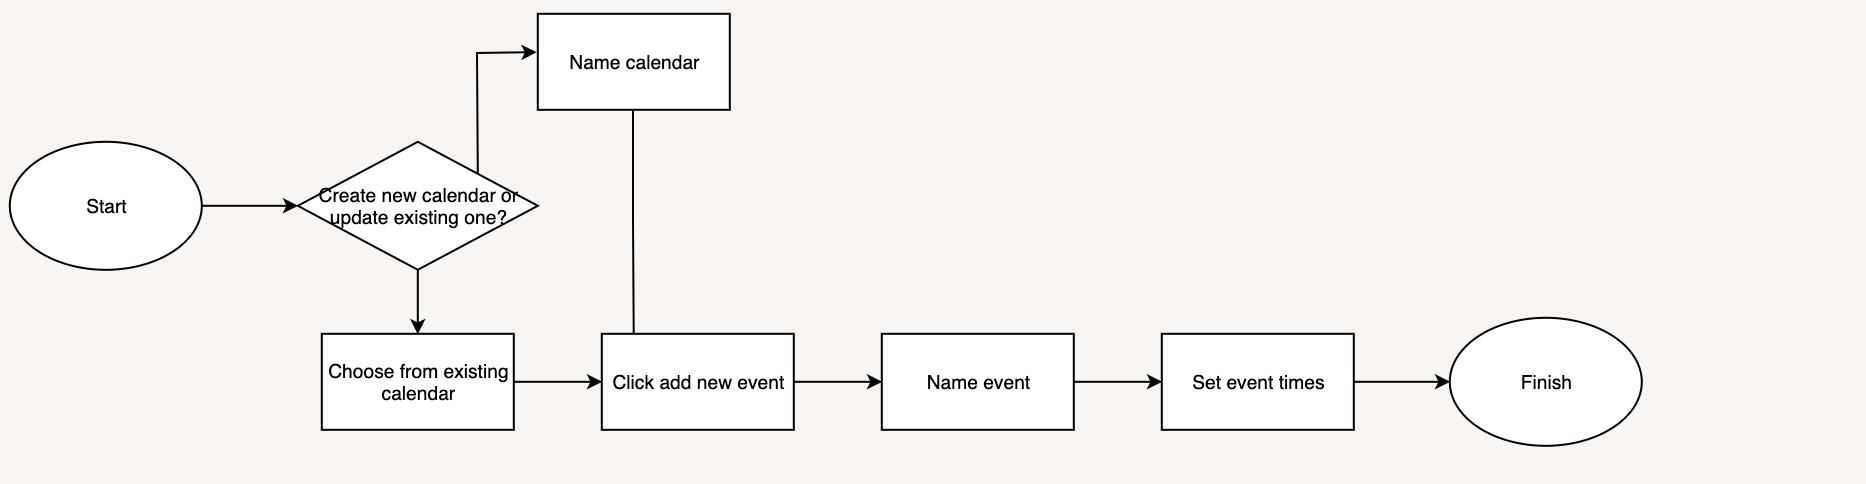 Name calendar
Start
Create new calendar or
update existing one?
Choose from existing
calendar
Click add new event
Name event
Set event times
Finish